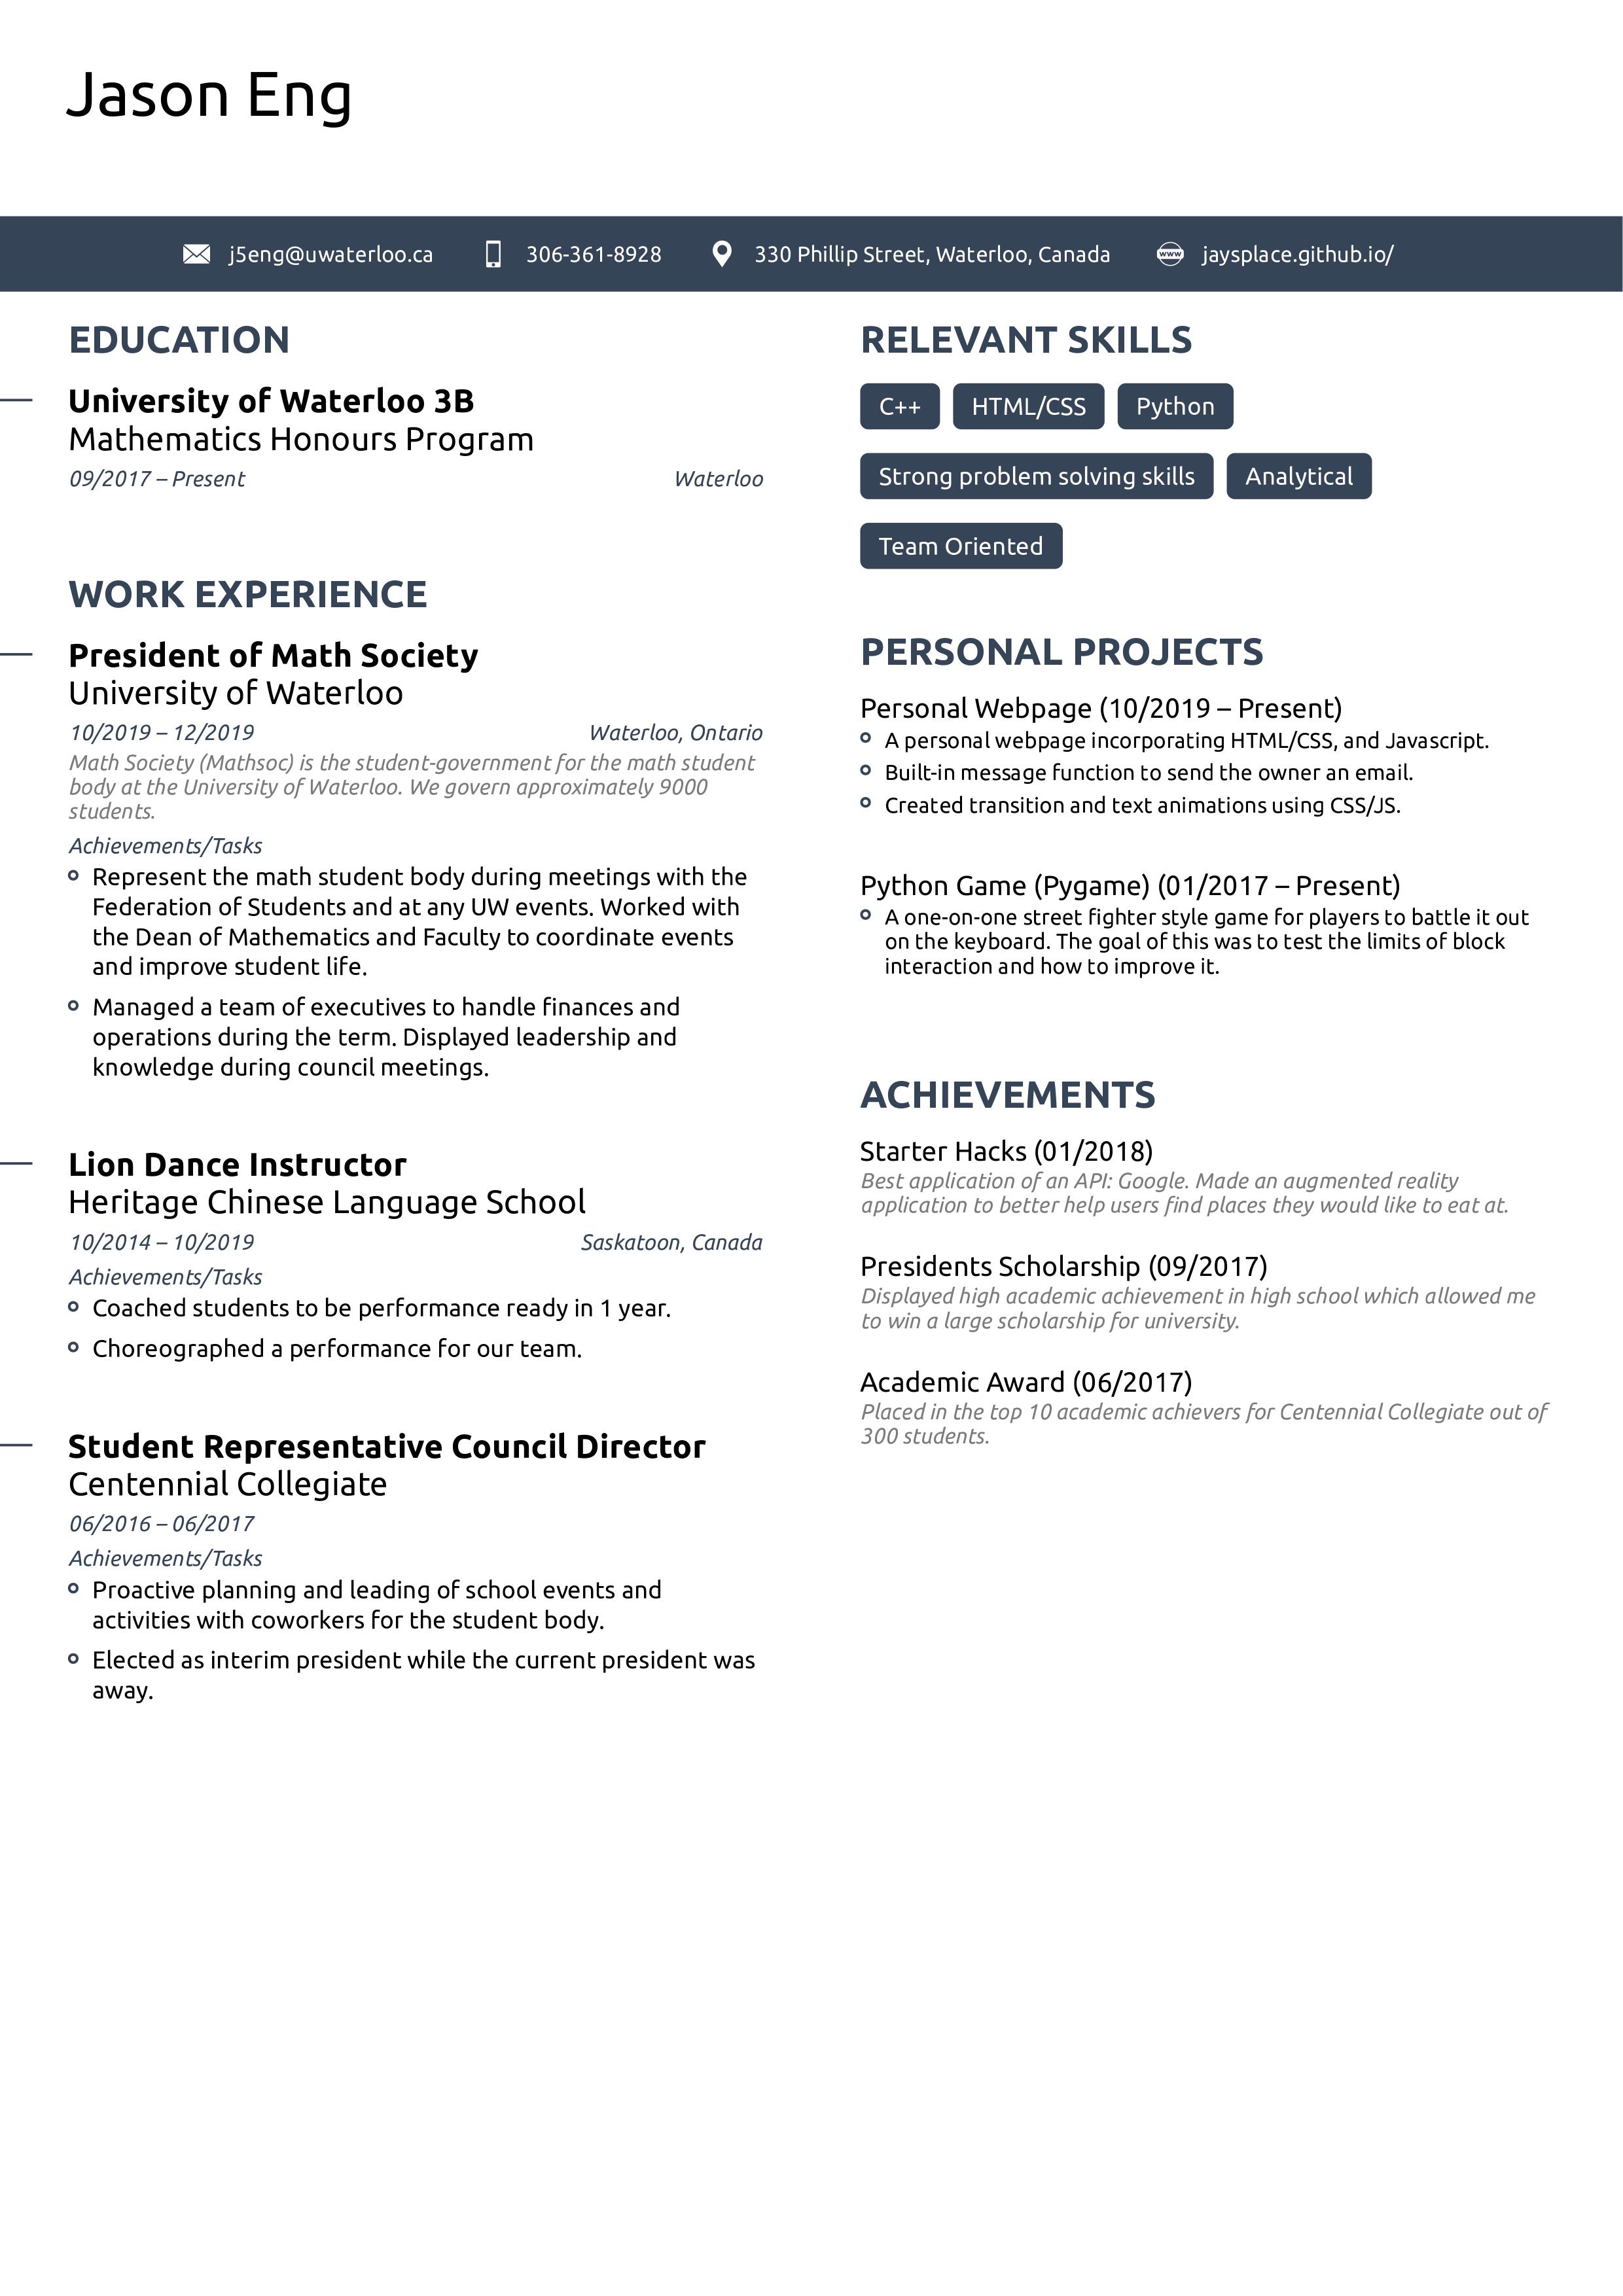 Jason Eng
j5eng@uwaterloo.ca 306-361-8928 330 Phillip Street, Waterloo, Canada jaysplace.github.io/
EDUCATION
University of Waterloo 3B
Mathematics Honours Program
09/2017 – Present Waterloo
WORK EXPERIENCE
President of Math Society
University of Waterloo
10/2019 – 12/2019 Waterloo, Ontario
Math Society (Mathsoc) is the student-government for the math student
body at the University of Waterloo. We govern approximately 9000
students.
Achievements/Tasks
Represent the math student body during meetings with the
Federation of Students and at any UW events. Worked with
the Dean of Mathematics and Faculty to coordinate events
and improve student life.
Managed a team of executives to handle finances and
operations during the term. Displayed leadership and
knowledge during council meetings.
Lion Dance Instructor
Heritage Chinese Language School
10/2014 – 10/2019 Saskatoon, Canada
Achievements/Tasks
Coached students to be performance ready in 1 year.
Choreographed a performance for our team.
Student Representative Council Director
Centennial Collegiate
06/2016 – 06/2017
Achievements/Tasks
Proactive planning and leading of school events and
activities with coworkers for the student body.
Elected as interim president while the current president was
away.
RELEVANT SKILLS
C++ HTML/CSS Python
Strong problem solving skills Analytical
Team Oriented
PERSONAL PROJECTS
Personal Webpage (10/2019 – Present)
A personal webpage incorporating HTML/CSS, and Javascript.
Built-in message function to send the owner an email.
Created transition and text animations using CSS/JS.
Python Game (Pygame) (01/2017 – Present)
A one-on-one street fighter style game for players to battle it out
on the keyboard. The goal of this was to test the limits of block
interaction and how to improve it.
ACHIEVEMENTS
Starter Hacks (01/2018)
Best application of an API: Google. Made an augmented reality
application to better help users find places they would like to eat at.
Presidents Scholarship (09/2017)
Displayed high academic achievement in high school which allowed me
to win a large scholarship for university.
Academic Award (06/2017)
Placed in the top 10 academic achievers for Centennial Collegiate out of
300 students.